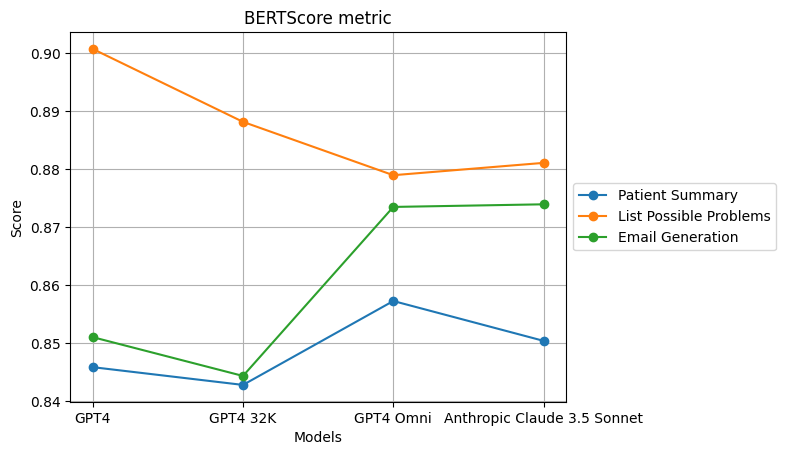 BERTScore metric
0.90
0.89
0.88
0.87
0.86
0.85
0.84
Score
GPT4
GPT4 32K
GPT4 Omni
Anthropic Claude 3.5 Sonnet
Models
Patient Summary
List Possible Problems
Email Generation